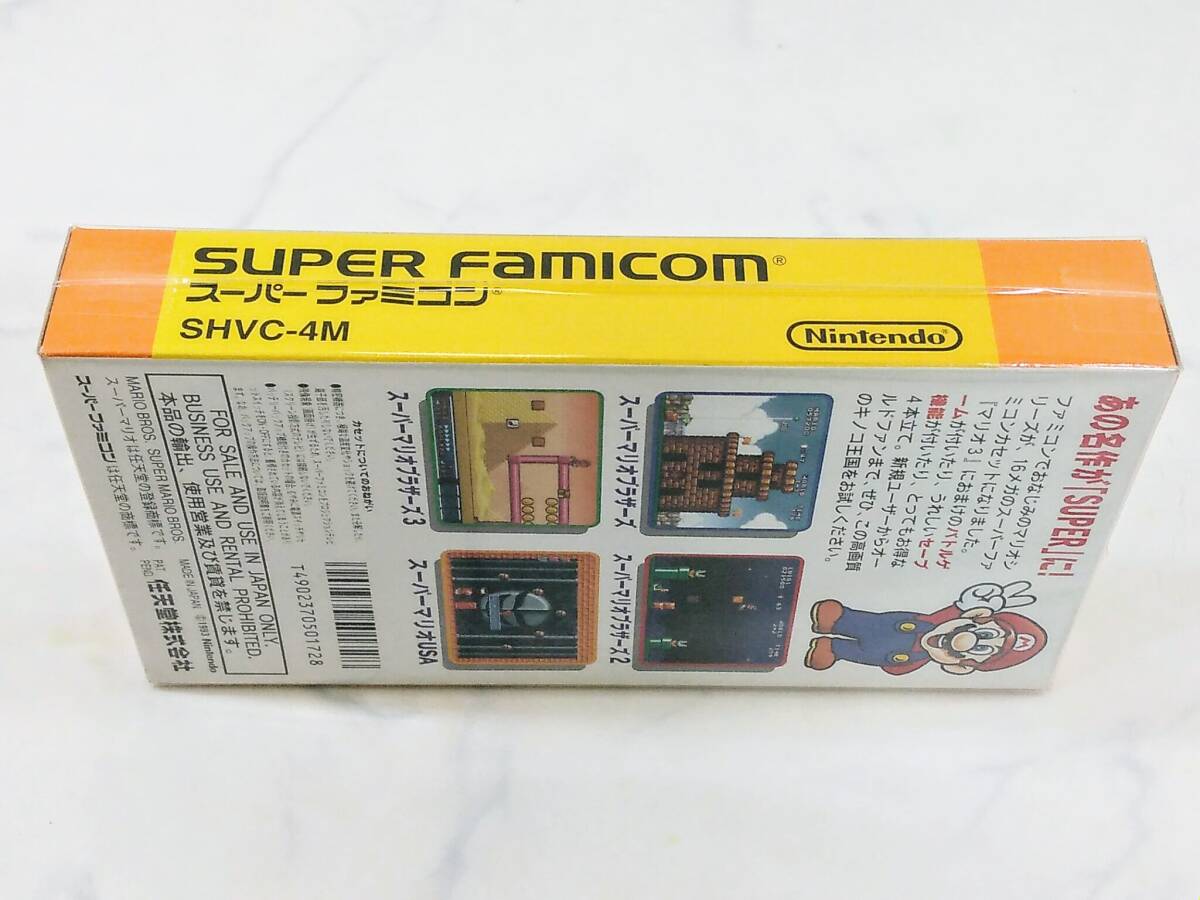 SUPER Famicom®
スーパーファミコン®
SHVC-4M
Nintendo®
あの名作が「SUPER」に!
ファミコンでおなじみのマリオシ
リーズが、16メガのスーパーファ
ミコンカセットになりました。
『マリオ3』におまけのバトルゲ
ームが付いたり、うれしいセーブ
機能が付いたり、とってもお得な
4本立て。新規ユーザーからオー
ルドファンまで、ぜひ、この高画質
のキノコ王国をお試しください。
スーパーマリオブラザーズ
スーパーマリオブラザーズ2
スーパーマリオブラザーズ3
スーパーマリオUSA
カセットについてのおねがい
T4902370501728
FOR SALE AND USE IN JAPAN ONLY.
BUSINESS USE AND RENTAL PROHIBITED.
本品の輸出、使用営業及び賃貸を禁じます。
MARIO BROS. SUPER MARIO BROS.
スーパーマリオは任天堂の登録商標です。
スーパーファミコンは任天堂の商標です。
MADE IN JAPAN ©1993 Nintendo
PAT. PEND. 任天堂株式会社